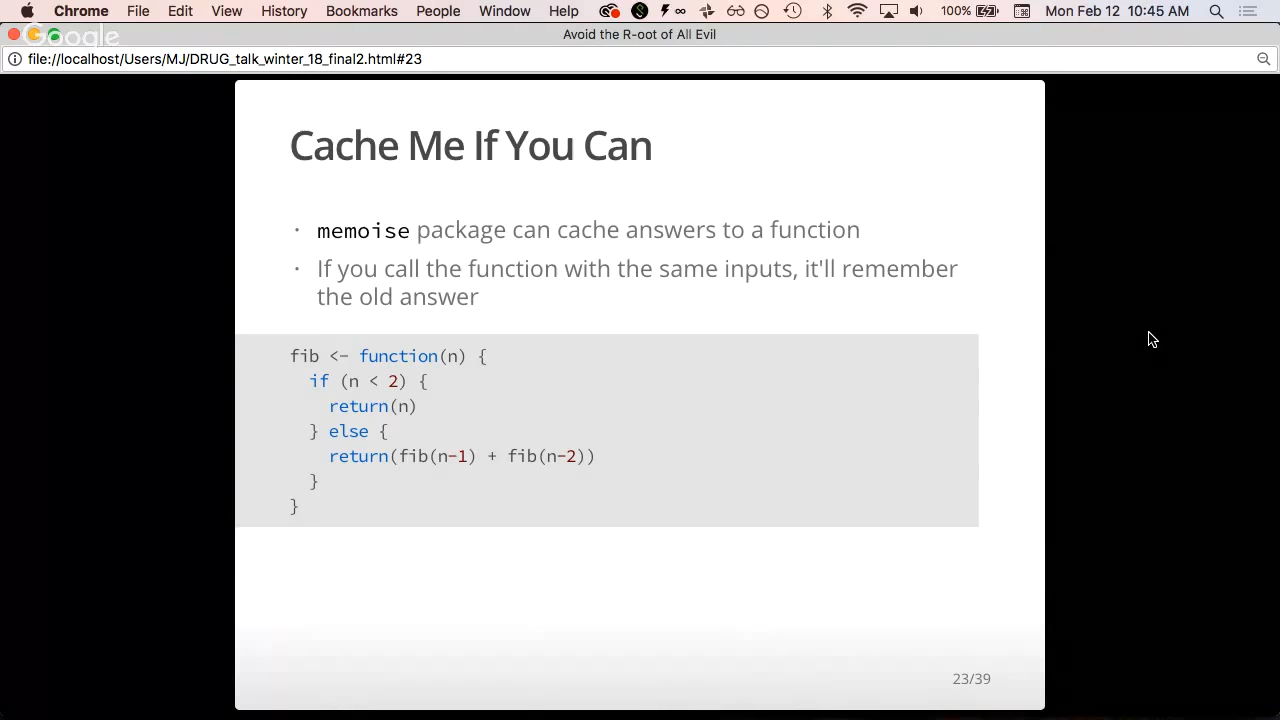 Chrome File Edit View History Bookmarks People Window Help 100% Mon Feb 12 10:45 AM
Google
Avoid the R-oot of All Evil
file://localhost/Users/MJ/DRUG_talk_winter_18_final2.html#23
Cache Me If You Can
· memoise package can cache answers to a function
· If you call the function with the same inputs, it'll remember
the old answer
fib <- function(n) {
  if (n < 2) {
    return(n)
  } else {
    return(fib(n-1) + fib(n-2))
  }
}
23/39